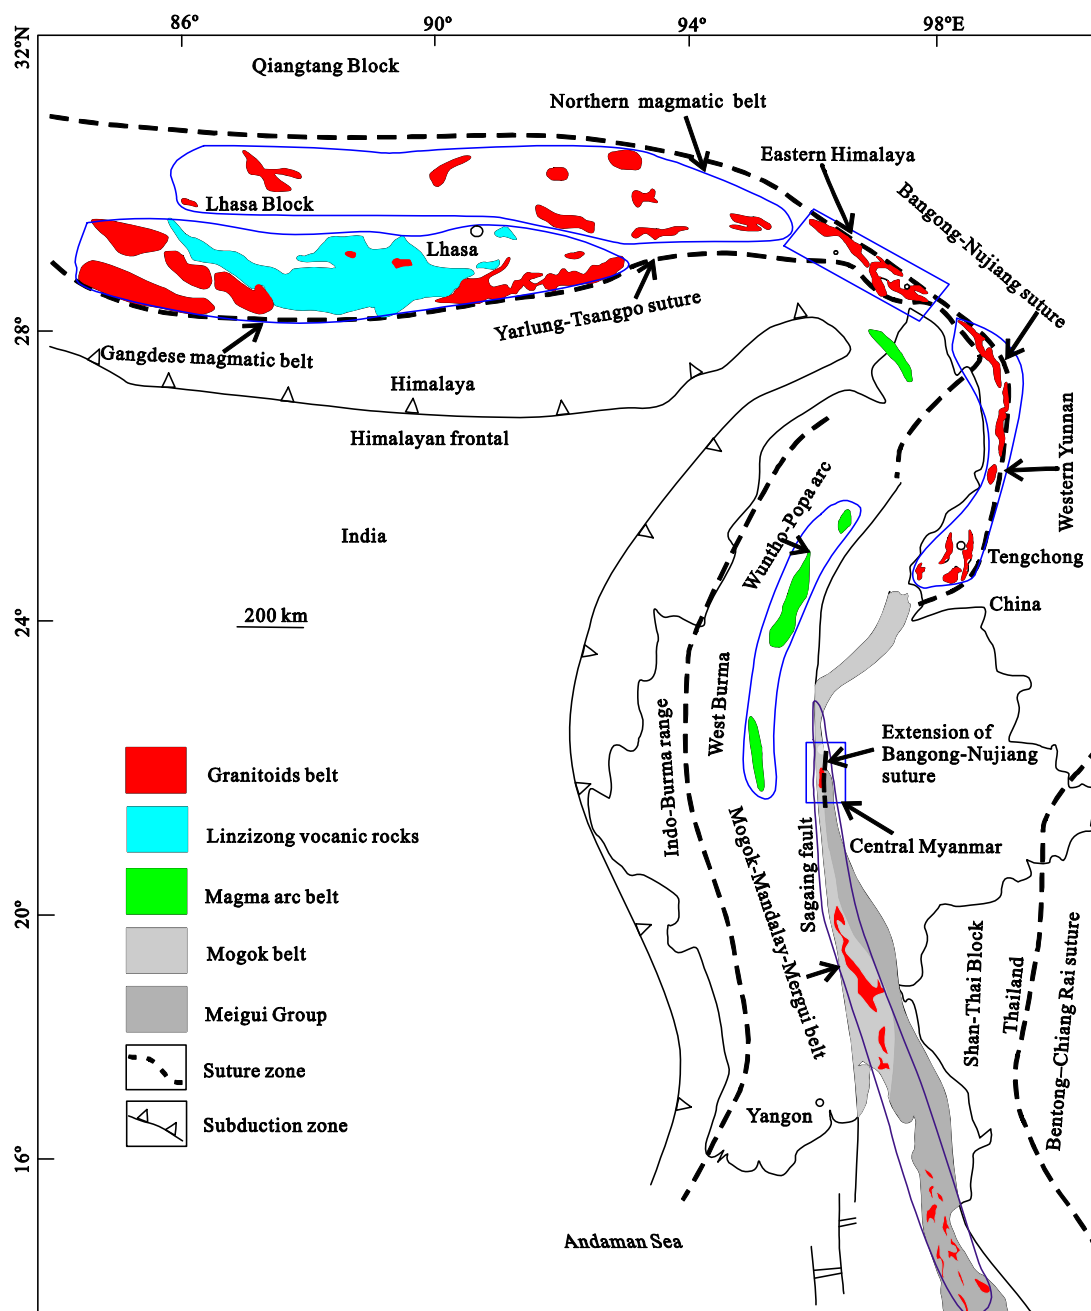 86° 90° 94° 98°E
32°N
Qiangtang Block
Northern magmatic belt
Eastern Himalaya
Bangong-Nujiang suture
Lhasa Block
Lhasa
Yarlung-Tsangpo suture
28°
Gangdese magmatic belt
Himalaya
Himalayan frontal
Western Yunnan
Wuntho-Popa arc
India
Tengchong
China
200 km
24°
West Burma
Indo-Burma range
Extension of
Bangong-Nujiang
suture
Central Myanmar
Sagaing fault
Mogok-Mandalay-Mergui belt
Granitoids belt
Linzizong vocanic rocks
Magma arc belt
20°
Mogok belt
Shan-Thai Block
Thailand
Bentong–Chiang Rai suture
Meigui Group
Suture zone
Subduction zone
Yangon
16°
Andaman Sea